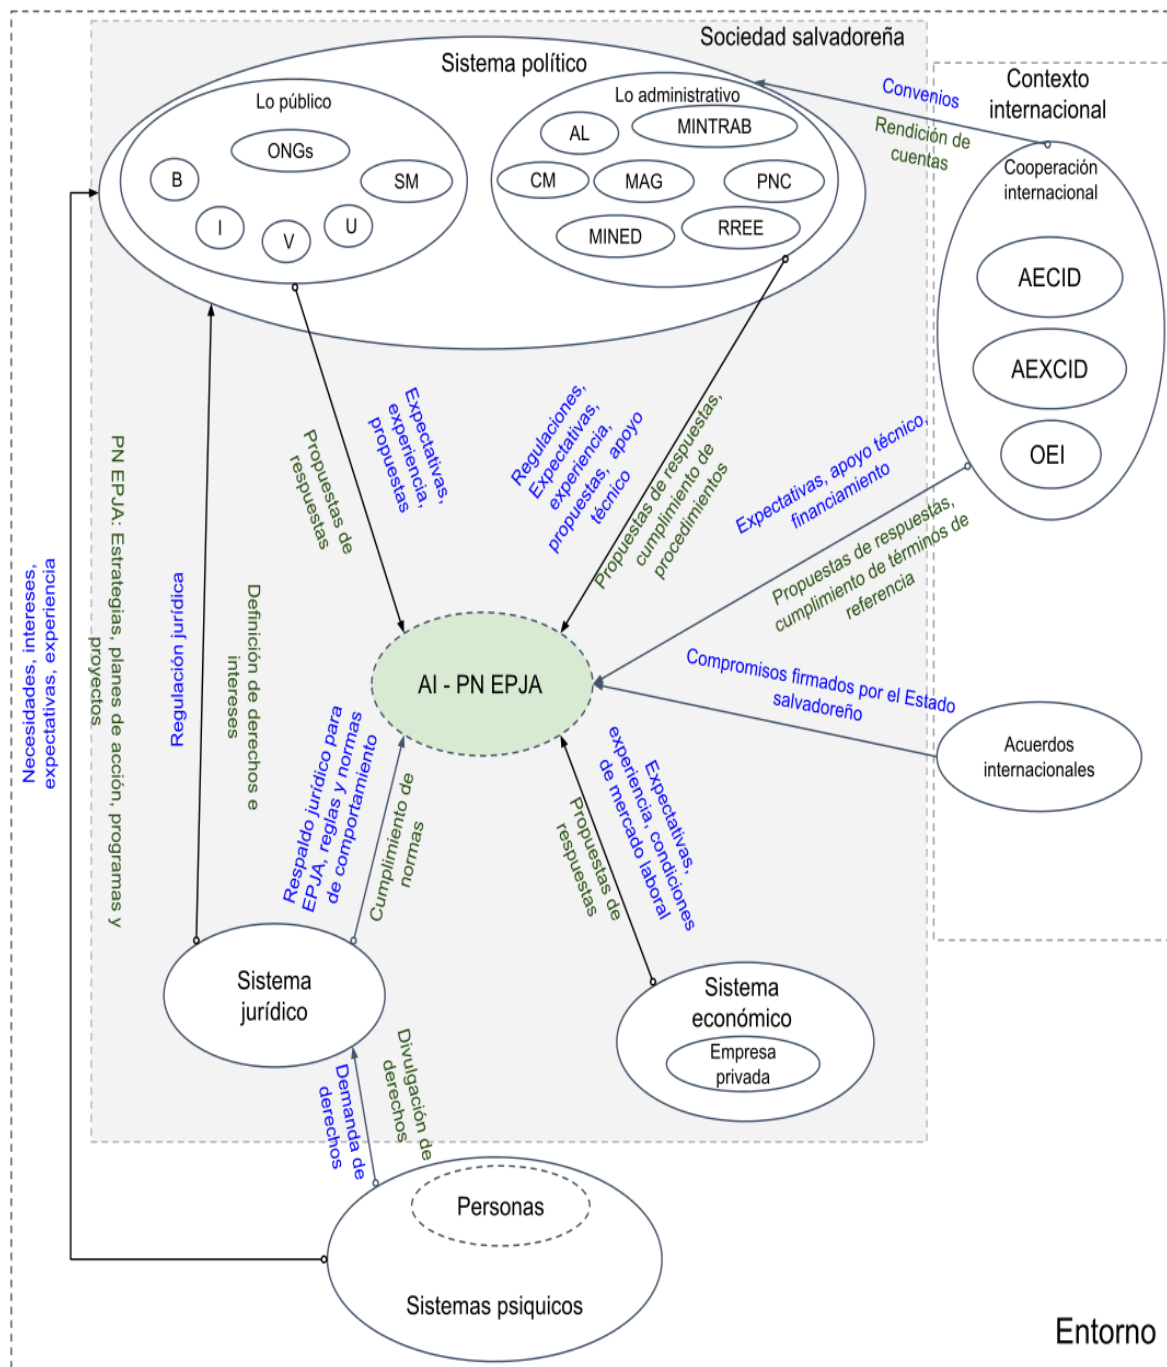 Sociedad salvadoreña
Sistema político
Lo público
ONGs
B
SM
I
V
U
Lo administrativo
AL
MINTRAB
CM
MAG
PNC
MINED
RREE
Convenios
Rendición de
cuentas
Contexto
internacional
Cooperación
internacional
AECID
AEXCID
OEI
Expectativas,
experiencia,
propuestas
Propuestas de
respuestas
Regulaciones,
Expectativas,
experiencia,
propuestas, apoyo
técnico
Propuestas de respuestas,
cumplimiento de
procedimientos
Expectativas, apoyo técnico,
financiamiento
Propuestas de respuestas,
cumplimiento de términos de
referencia
Necesidades, intereses,
expectativas, experiencia
PN EPJA: Estrategias, planes de acción, programas y
proyectos
Regulación jurídica
Definición de derechos e
intereses
AI - PN EPJA
Compromisos firmados por el Estado
salvadoreño
Acuerdos
internacionales
Respaldo jurídico para
EPJA, reglas y normas
de comportamiento
Cumplimiento de
normas
Expectativas,
experiencia, condiciones
de mercado laboral
Propuestas de
respuestas
Sistema
jurídico
Sistema
económico
Empresa
privada
Demanda de
derechos
Divulgación de
derechos
Personas
Sistemas psiquicos
Entorno